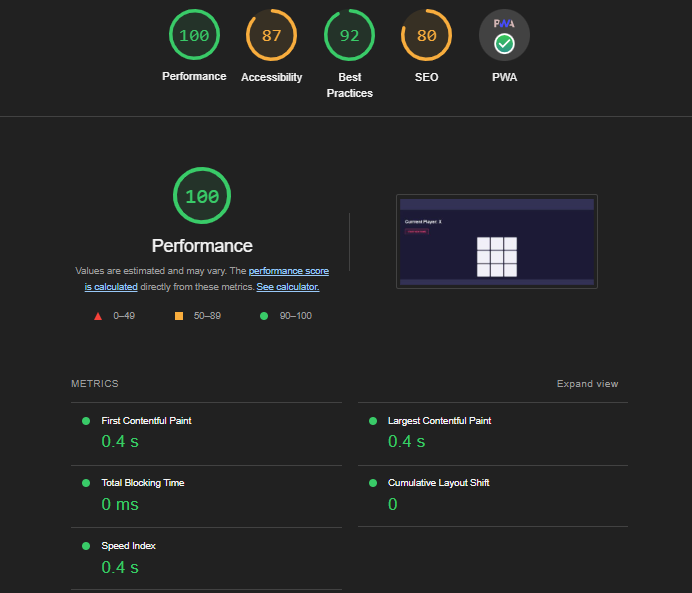 100
87
92
80
PWA
Performance
Accessibility
Best
Practices
SEO
PWA
100
Performance
Values are estimated and may vary. The performance score
is calculated directly from these metrics. See calculator.
0–49
50–89
90–100
Current Player: X
METRICS
Expand view
First Contentful Paint
0.4 s
Largest Contentful Paint
0.4 s
Total Blocking Time
0 ms
Cumulative Layout Shift
0
Speed Index
0.4 s